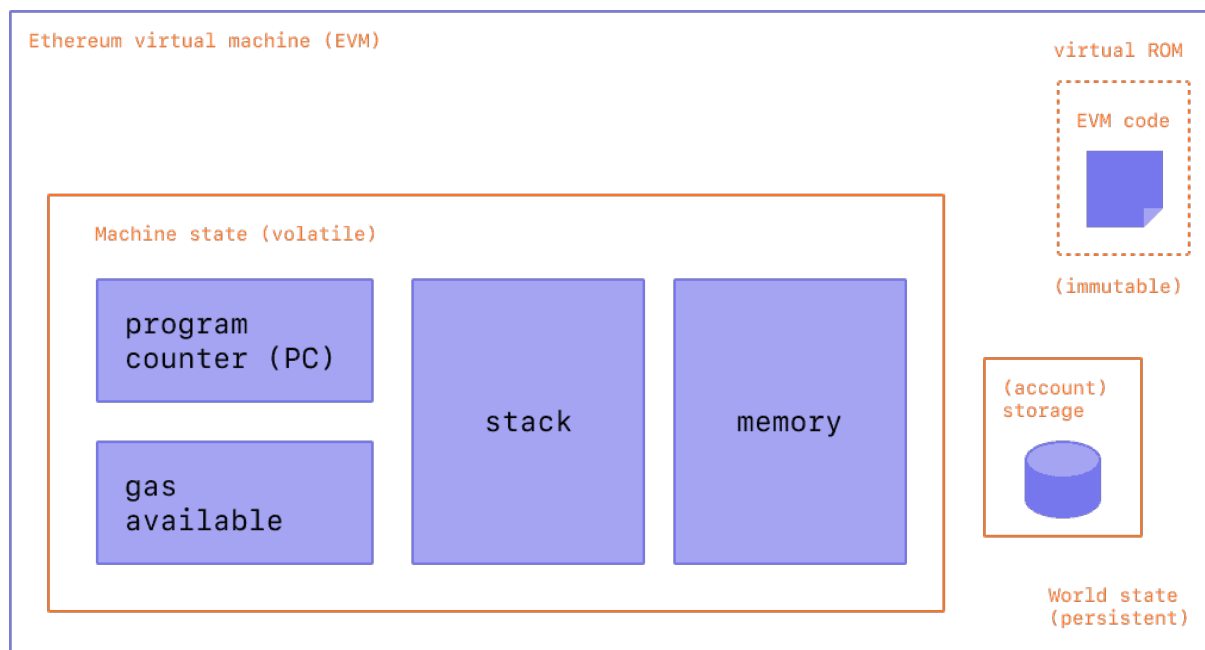 Ethereum virtual machine (EVM)
virtual ROM
EVM code
(immutable)
Machine state (volatile)
program
counter (PC)
gas
available
stack
memory
(account)
storage
World state
(persistent)